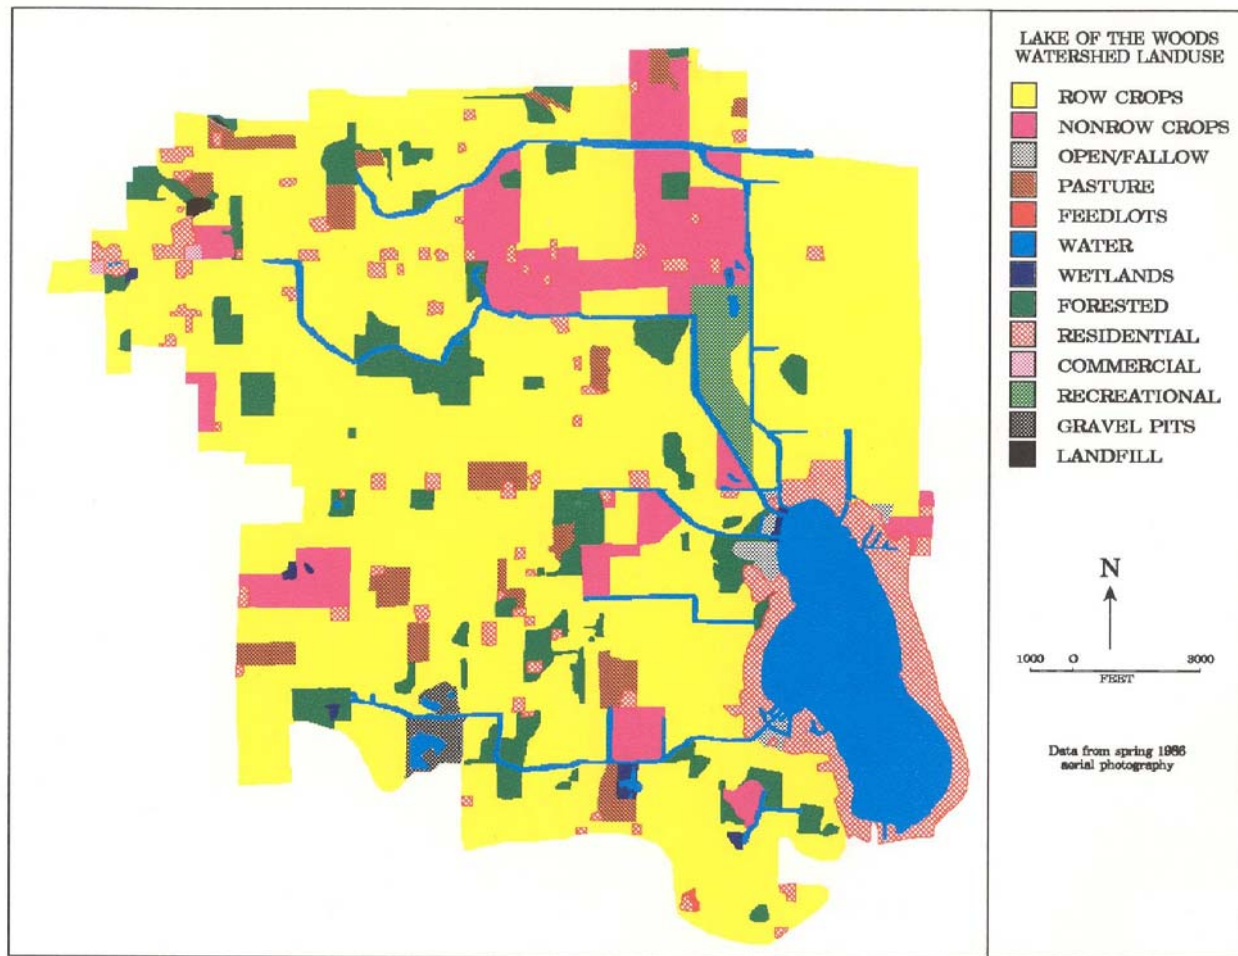 LAKE OF THE WOODS
WATERSHED LANDUSE
ROW CROPS
NONROW CROPS
OPEN/FALLOW
PASTURE
FEEDLOTS
WATER
WETLANDS
FORESTED
RESIDENTIAL
COMMERCIAL
RECREATIONAL
GRAVEL PITS
LANDFILL
N
1000 O 3000
FEET
Data from spring 1986
aerial photography